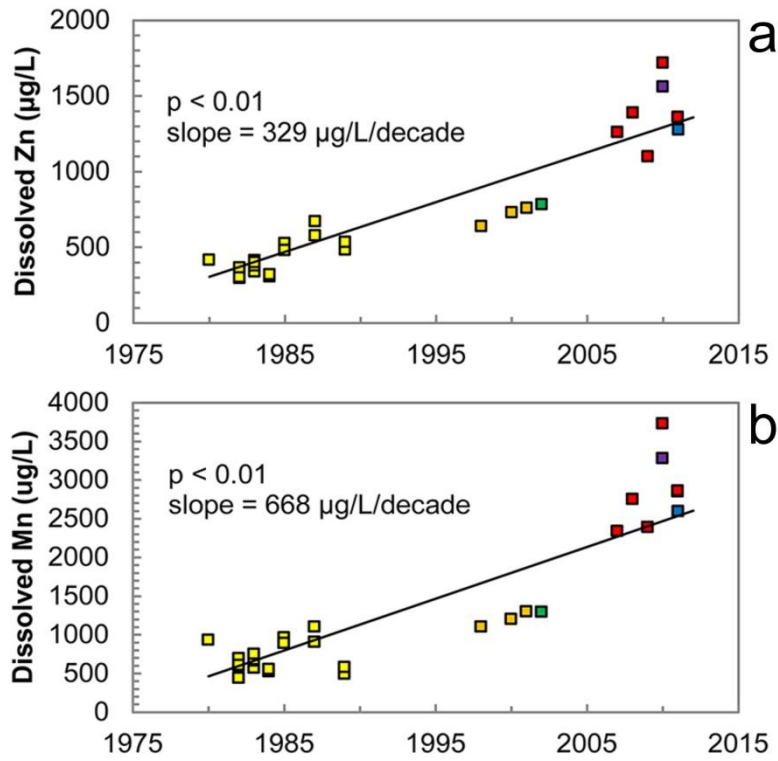 a
2000
1500
1000
500
0
Dissolved Zn (µg/L)
p < 0.01
slope = 329 µg/L/decade
1975 1985 1995 2005 2015
b
4000
3500
3000
2500
2000
1500
1000
500
0
Dissolved Mn (ug/L)
p < 0.01
slope = 668 µg/L/decade
1975 1985 1995 2005 2015